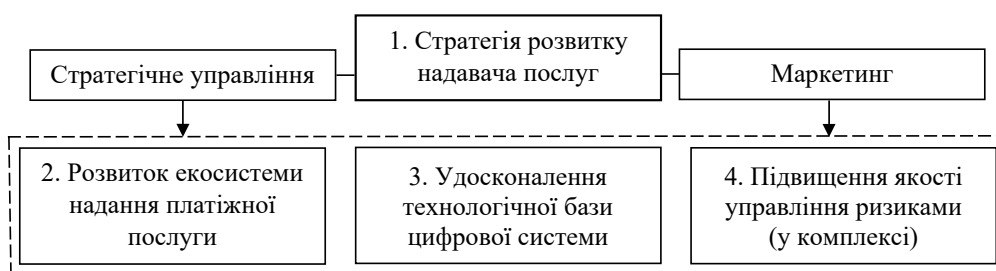 1. Стратегія розвитку
надавача послуг
Стратегічне управління
Маркетинг
2. Розвиток екосистеми
надання платіжної
послуги
3. Удосконалення
технологічної бази
цифрової системи
4. Підвищення якості
управління ризиками
(у комплексі)